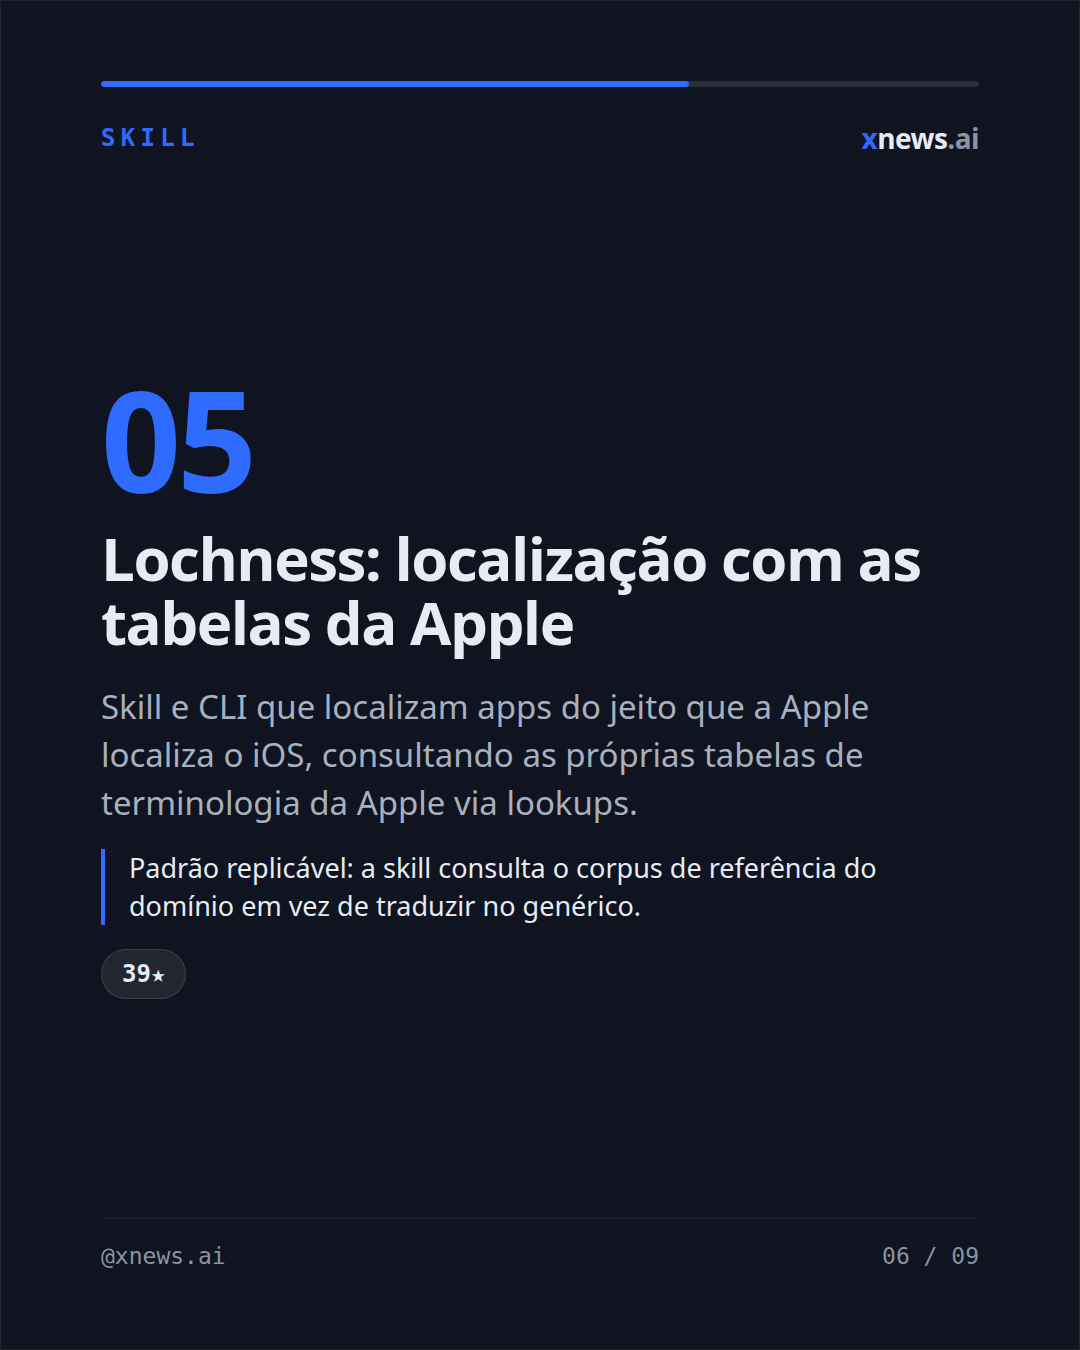 SKILL
xnews.ai
05
Lochness: localização com as
tabelas da Apple
Skill e CLI que localizam apps do jeito que a Apple
localiza o iOS, consultando as próprias tabelas de
terminologia da Apple via lookups.
Padrão replicável: a skill consulta o corpus de referência do
domínio em vez de traduzir no genérico.
39★
@xnews.ai
06 / 09